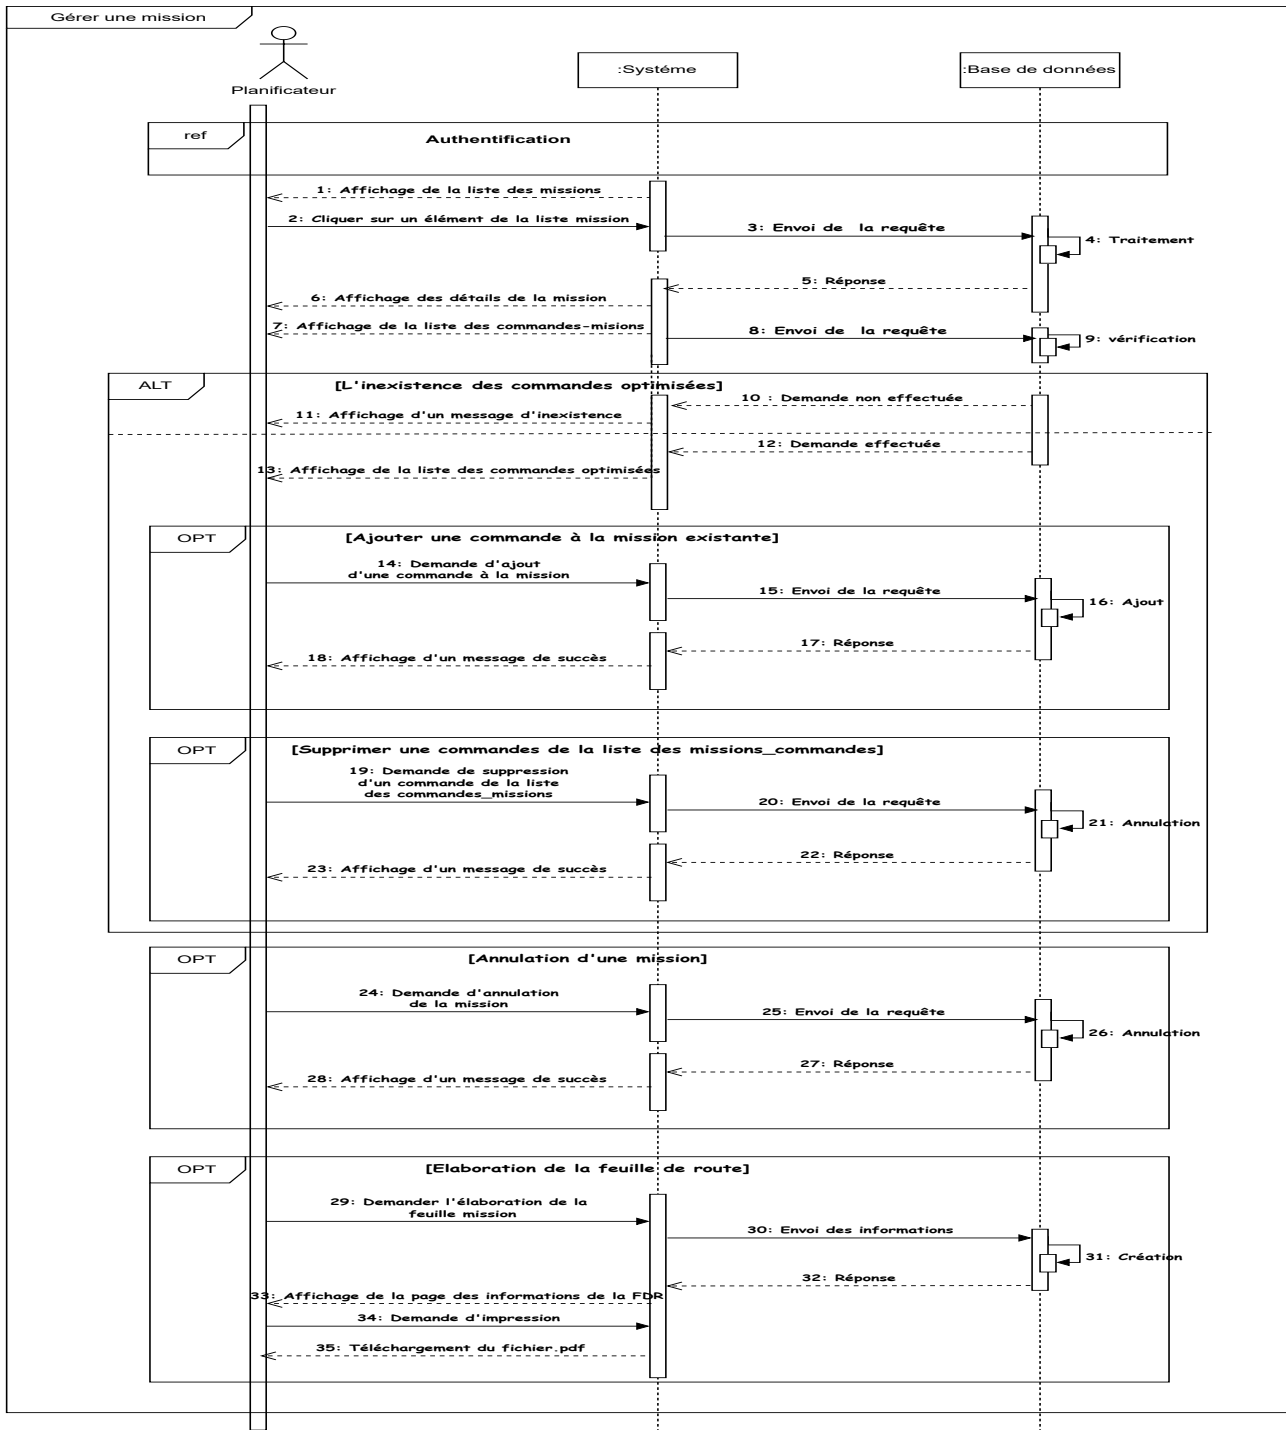 Gérer une mission
Planificateur
:Systéme
:Base de données
ref
Authentification
1: Affichage de la liste des missions
2: Cliquer sur un élément de la liste mission
3: Envoi de la requête
4: Traitement
5: Réponse
6: Affichage des détails de la mission
7: Affichage de la liste des commandes-misions
8: Envoi de la requête
9: vérification
ALT
[L'inexistence des commandes optimisées]
10 : Demande non effectuée
11: Affichage d'un message d'inexistence
12: Demande effectuée
13: Affichage de la liste des commandes optimisées
OPT
[Ajouter une commande à la mission existante]
14: Demande d'ajout
d'une commande à la mission
15: Envoi de la requête
16: Ajout
17: Réponse
18: Affichage d'un message de succès
OPT
[Supprimer une commandes de la liste des missions_commandes]
19: Demande de suppression
d'un commande de la liste
des commandes_missions
20: Envoi de la requête
21: Annulation
22: Réponse
23: Affichage d'un message de succès
OPT
[Annulation d'une mission]
24: Demande d'annulation
de la mission
25: Envoi de la requête
26: Annulation
27: Réponse
28: Affichage d'un message de succès
OPT
[Elaboration de la feuille de route]
29: Demander l'élaboration de la
feuille mission
30: Envoi des informations
31: Création
32: Réponse
33: Affichage de la page des informations de la FDR
34: Demande d'impression
35: Téléchargement du fichier.pdf